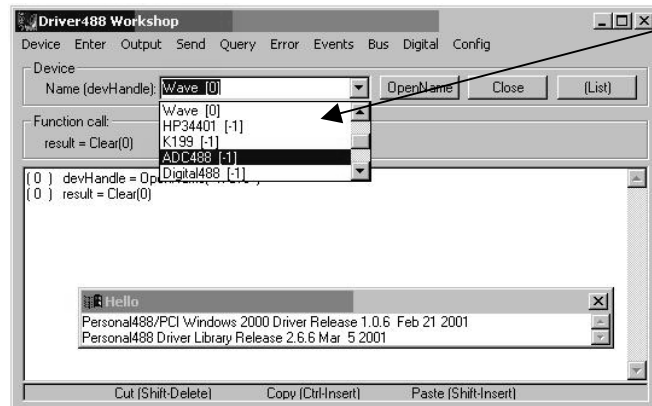 Driver488 Workshop
Device Enter Output Send Query Error Events Bus Digital Config
Device
Name (devHandle): Wave [0] OpenName Close (List)
Wave [0]
HP34401 [-1]
K199 [-1]
ADC488 [-1]
Digital488 [-1]
Function call:
result = Clear(0)
(0 ) devHandle =
(0 ) result = Clear(0)
Hello
Personal488/PCI Windows 2000 Driver Release 1.0.6 Feb 21 2001
Personal488 Driver Library Release 2.6.6 Mar 5 2001
Cut (Shift-Delete) Copy (Ctrl-Insert) Paste (Shift-Insert)